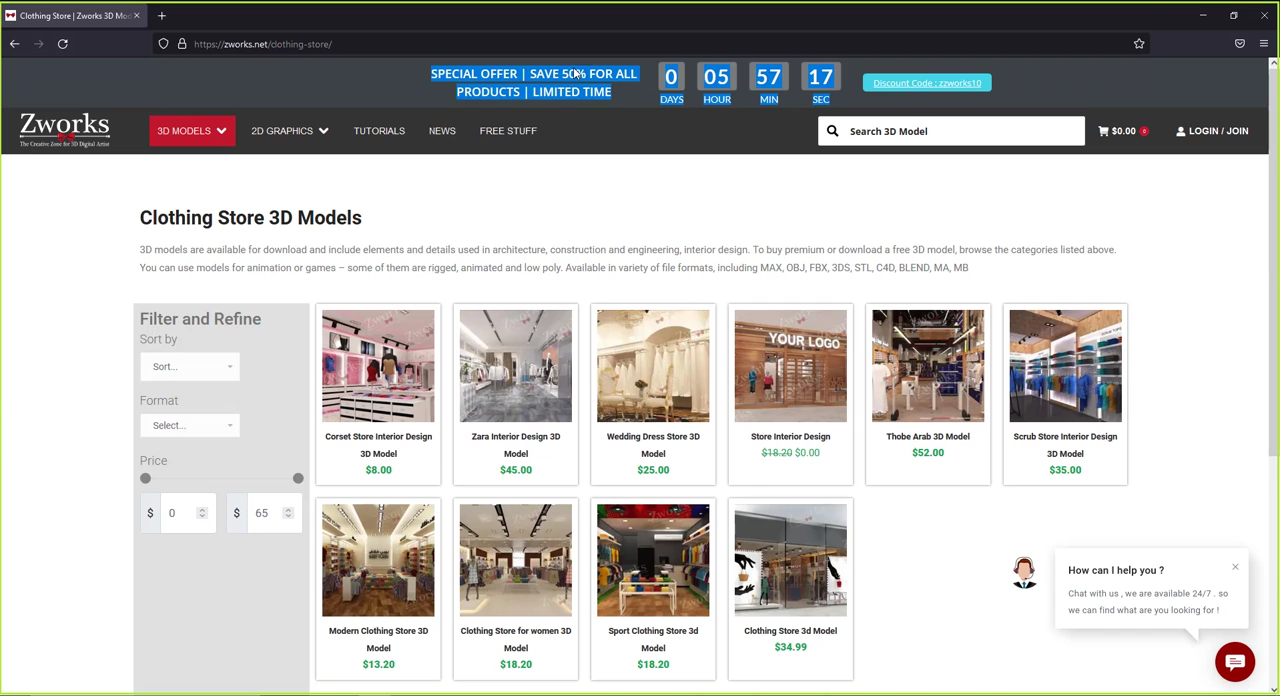 Clothing Store | Zworks 3D Mod
https://zworks.net/clothing-store/
SPECIAL OFFER | SAVE 50% FOR ALL
PRODUCTS | LIMITED TIME
0 05 57 17
DAYS HOUR MIN SEC
Discount Code : zzworks10
Zworks
The Creative Zone for 3D Digital Artist
3D MODELS 2D GRAPHICS TUTORIALS NEWS FREE STUFF
Search 3D Model
$0.00 0
LOGIN / JOIN
Clothing Store 3D Models
3D models are available for download and include elements and details used in architecture, construction and engineering, interior design. To buy premium or download a free 3D model, browse the categories listed above.
You can use models for animation or games – some of them are rigged, animated and low poly. Available in variety of file formats, including MAX, OBJ, FBX, 3DS, STL, C4D, BLEND, MA, MB
Filter and Refine
Sort by
Sort...
Format
Select...
Price
$ 0 $ 65
Corset Store Interior Design
3D Model
$8.00
Zara Interior Design 3D
Model
$45.00
Wedding Dress Store 3D
Model
$25.00
YOUR LOGO
Store Interior Design
$18.20 $0.00
Thobe Arab 3D Model
$52.00
Scrub Store Interior Design
3D Model
$35.00
Modern Clothing Store 3D
Model
$13.20
Clothing Store for women 3D
Model
$18.20
Sport Clothing Store 3d
Model
$18.20
Clothing Store 3d Model
$34.99
How can I help you ?
Chat with us , we are available 24/7 . so
we can find what are you looking for !